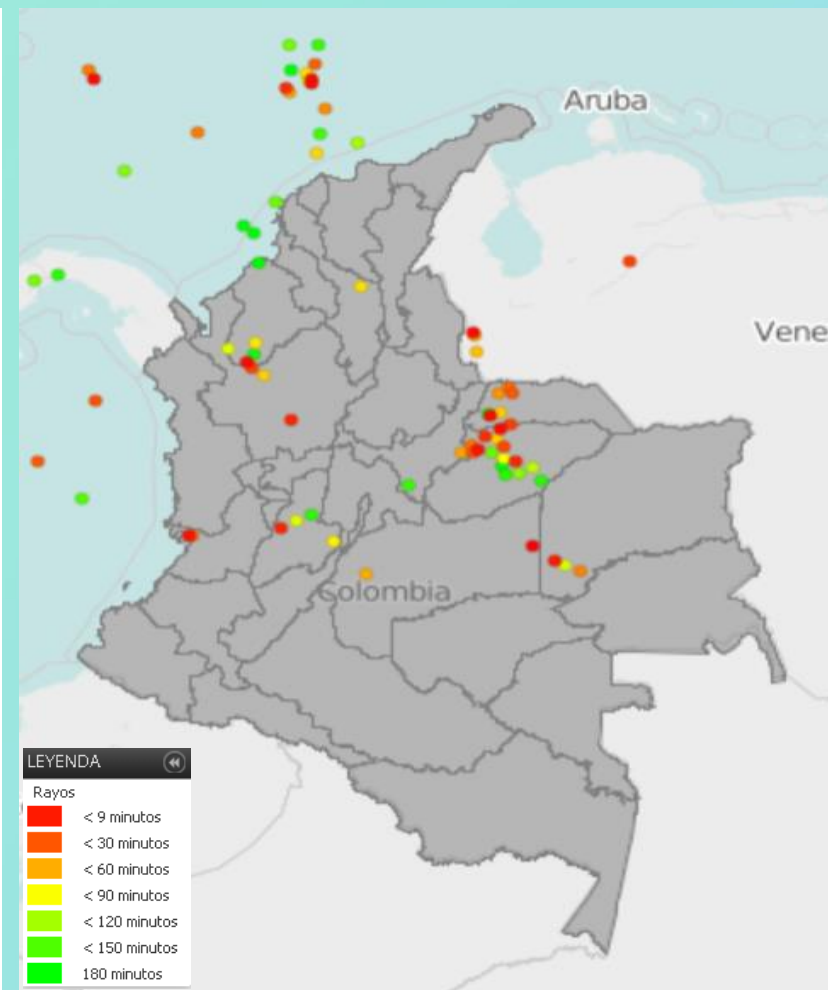 Aruba
Vene
Colombia
LEYENDA
Rayos
< 9 minutos
< 30 minutos
< 60 minutos
< 90 minutos
< 120 minutos
< 150 minutos
180 minutos